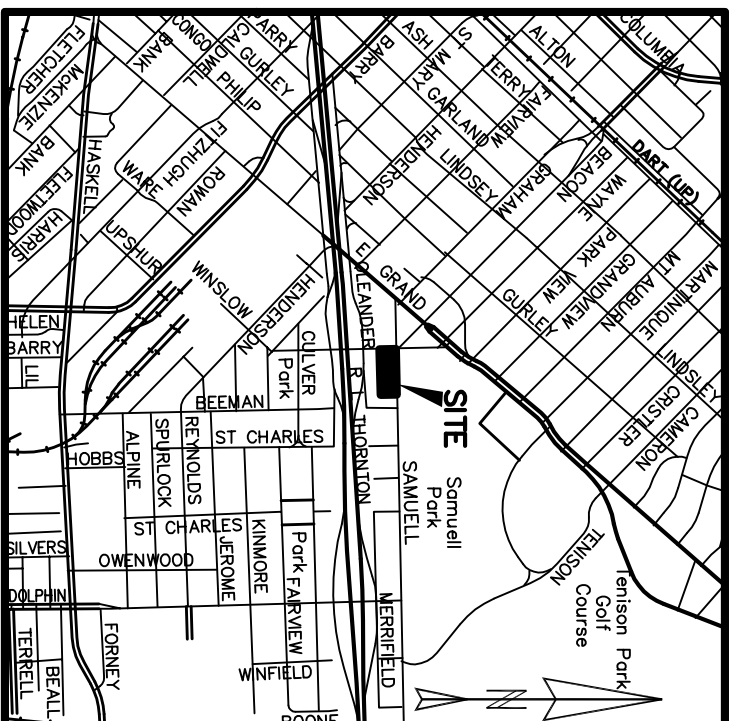 FLETCHER
McKENZIE
BANK
CONGO
CALDWELL
BARRY
GURLEY
PHILIP
BARRY
ASH
MARY
S
TERRY
ALTON
COLUMBIA
FAIRVIEW
GARLAND
HENDERSON
LINDSEY
GRAHAM
BEACON
WAYNE
DART (UP)
BANK
FLEETWOOD
HARRIS
HASKELL
WARE
FITZHUGH
ROWAN
UPSHUR
WINSLOW
HENDERSON
E
OLEANDER
GRAND
GURLEY
PARK VIEW
GRANDVIEW
MT. AUBURN
MARTINIQUE
LINDSLEY
CRISTLER
CAMERON
HELEN
BARRY
LIL
CULVER
Park
R L THORNTON
SITE
BEEMAN
ST CHARLES
HOBBS
ALPINE
SPURLOCK
REYNOLDS
SAMUELL
Samuell
Park
ST CHARLES
OWENWOOD
JEROME
KINMORE
Park
FAIRVIEW
SILVERS
DOLPHIN
TENISON
Tenison Park
Golf
Course
MERRIFIELD
WINFIELD
FORNEY
TERRELL
BEALL
BOONE
N